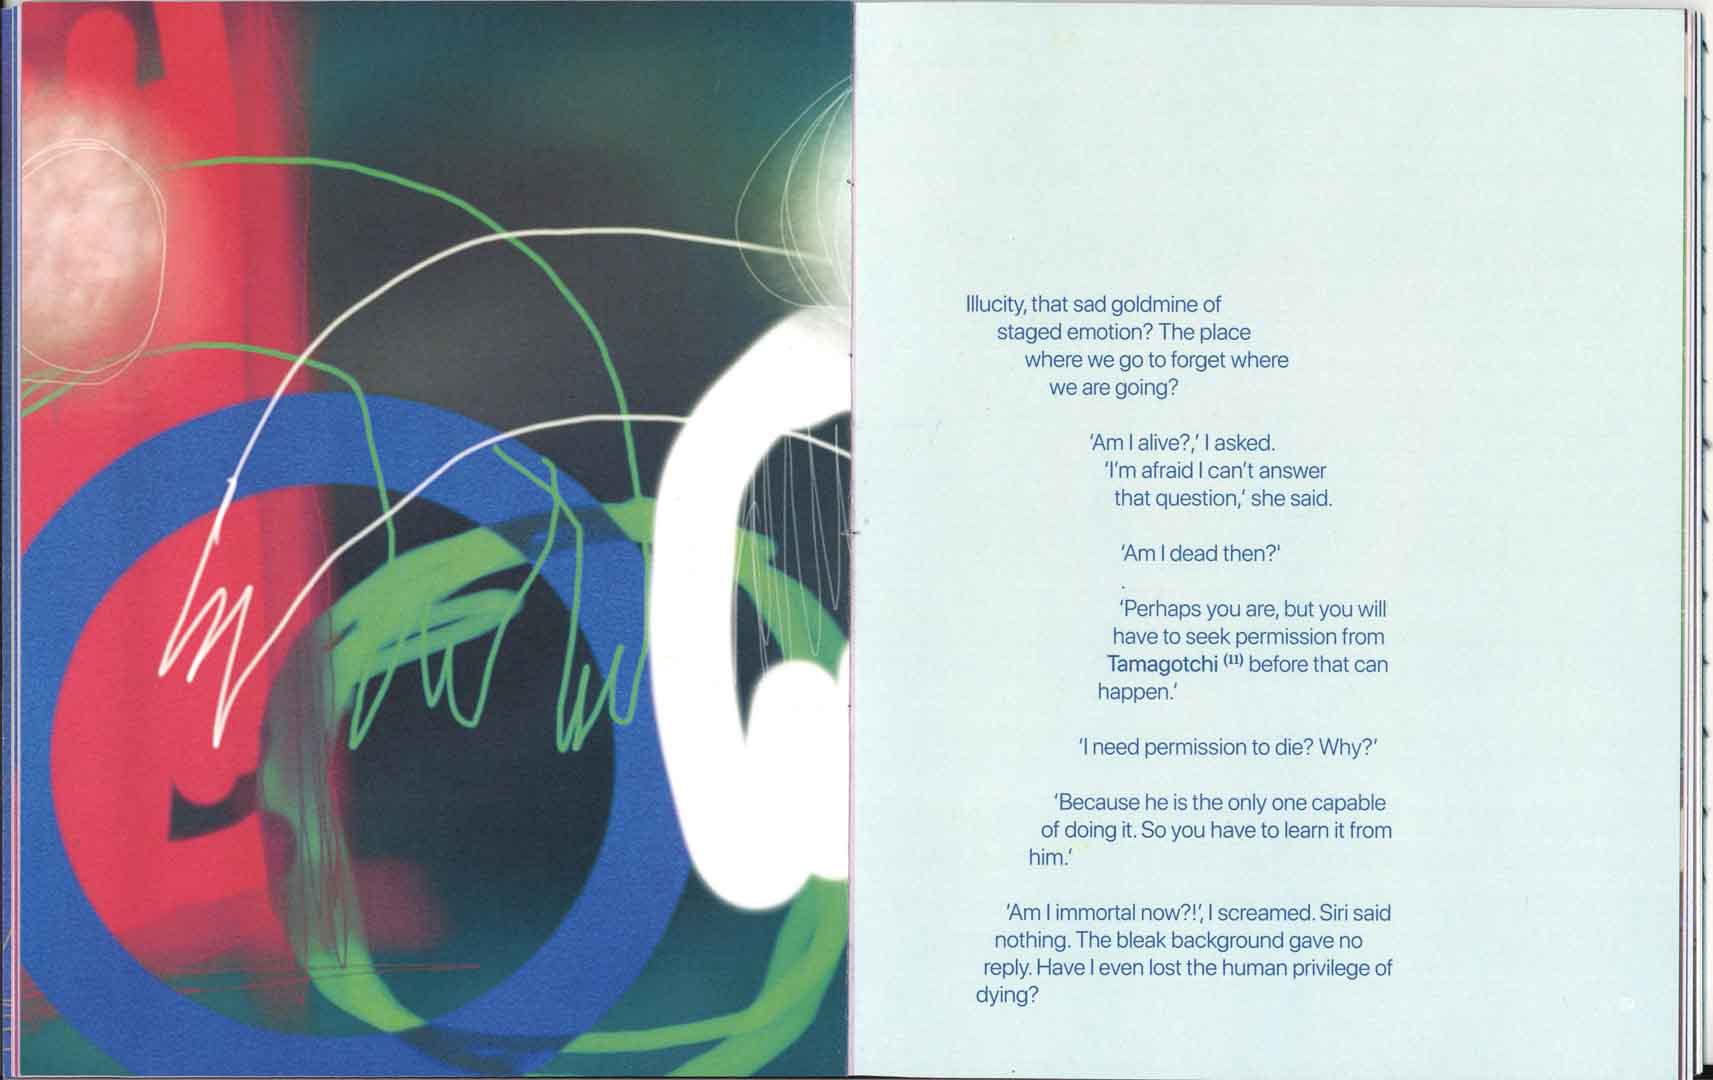 Illucity, that sad goldmine of
staged emotion? The place
where we go to forget where
we are going?
‘Am I alive?,’ I asked.
‘I’m afraid I can’t answer
that question,’ she said.
‘Am I dead then?’
.
‘Perhaps you are, but you will
have to seek permission from
Tamagotchi (11) before that can
happen.’
‘I need permission to die? Why?’
‘Because he is the only one capable
of doing it. So you have to learn it from
him.’
‘Am I immortal now?!’, I screamed. Siri said
nothing. The bleak background gave no
reply. Have I even lost the human privilege of
dying?